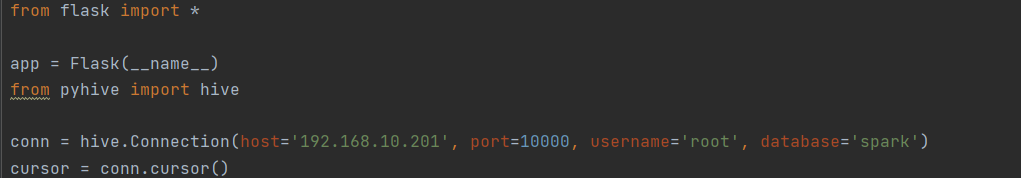 from flask import *
app = Flask(__name__)
from pyhive import hive
conn = hive.Connection(host='192.168.10.201', port=10000, username='root', database='spark')
cursor = conn.cursor()